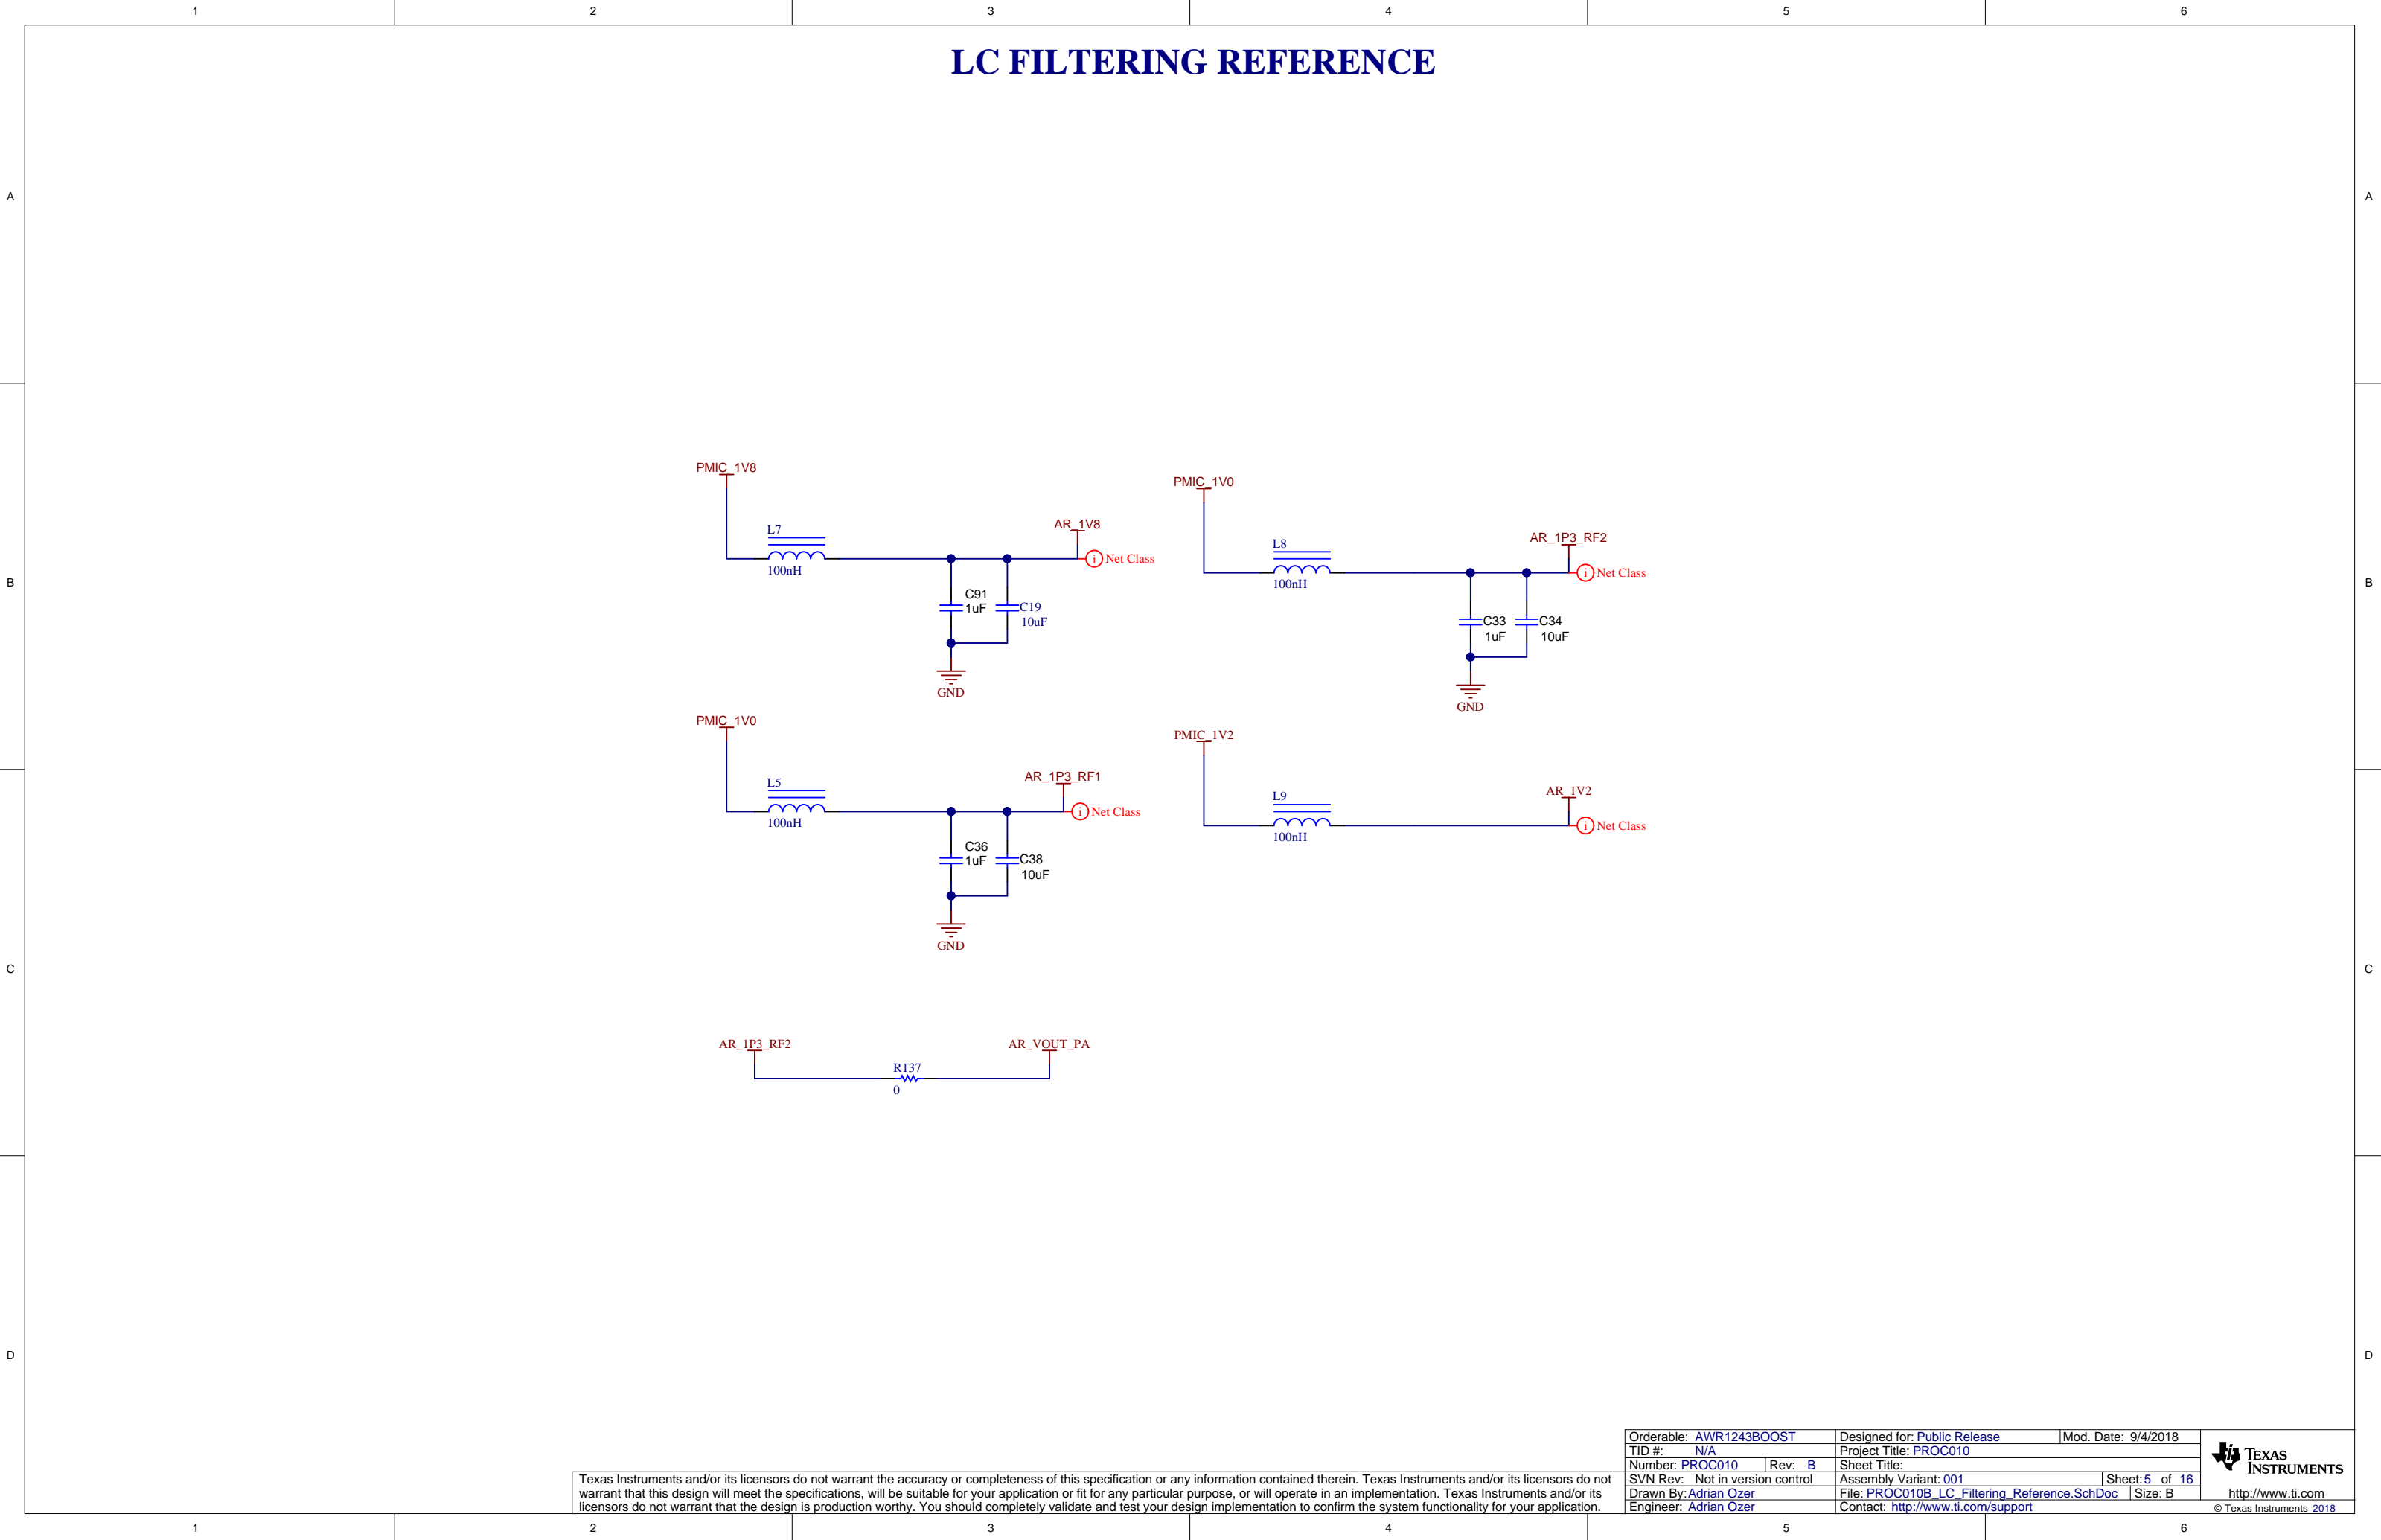 1 2 3 4 5 6
LC FILTERING REFERENCE
A A
PMIC_1V8
L7
100nH
AR_1V8
i Net Class
C91
1uF
C19
10uF
GND
PMIC_1V0
L8
100nH
AR_1P3_RF2
i Net Class
C33
1uF
C34
10uF
GND
B B
PMIC_1V0
L5
100nH
AR_1P3_RF1
i Net Class
C36
1uF
C38
10uF
GND
PMIC_1V2
L9
100nH
AR_1V2
i Net Class
C C
AR_1P3_RF2
R137
0
AR_VOUT_PA
D D
Texas Instruments and/or its licensors do not warrant the accuracy or completeness of this specification or any information contained therein. Texas Instruments and/or its licensors do not
warrant that this design will meet the specifications, will be suitable for your application or fit for any particular purpose, or will operate in an implementation. Texas Instruments and/or its
licensors do not warrant that the design is production worthy. You should completely validate and test your design implementation to confirm the system functionality for your application.
Orderable: AWR1243BOOST Designed for: Public Release Mod. Date: 9/4/2018
TID #: N/A Project Title: PROC010
Number: PROC010 Rev: B Sheet Title:
SVN Rev: Not in version control Assembly Variant: 001 Sheet: 5 of 16
Drawn By: Adrian Ozer File: PROC010B_LC_Filtering_Reference.SchDoc Size: B
Engineer: Adrian Ozer Contact: http://www.ti.com/support
TEXAS
INSTRUMENTS
http://www.ti.com
© Texas Instruments 2018
1 2 3 4 5 6